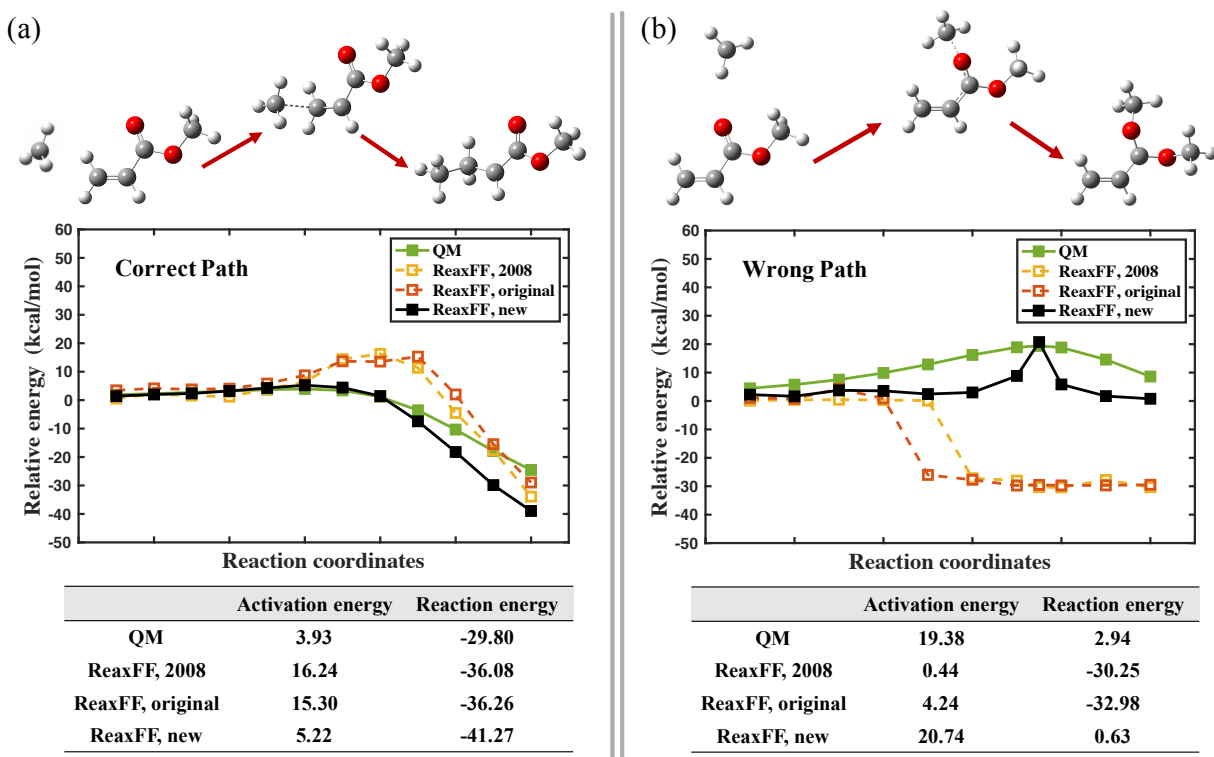 (a)
60
50
40
30
20
10
0
-10
-20
-30
-40
-50
Relative energy (kcal/mol)
Correct Path
QM
ReaxFF, 2008
ReaxFF, original
ReaxFF, new
Reaction coordinates
Activation energy Reaction energy
QM 3.93 -29.80
ReaxFF, 2008 16.24 -36.08
ReaxFF, original 15.30 -36.26
ReaxFF, new 5.22 -41.27
(b)
60
50
40
30
20
10
0
-10
-20
-30
-40
-50
Relative energy (kcal/mol)
Wrong Path
QM
ReaxFF, 2008
ReaxFF, original
ReaxFF, new
Reaction coordinates
Activation energy Reaction energy
QM 19.38 2.94
ReaxFF, 2008 0.44 -30.25
ReaxFF, original 4.24 -32.98
ReaxFF, new 20.74 0.63